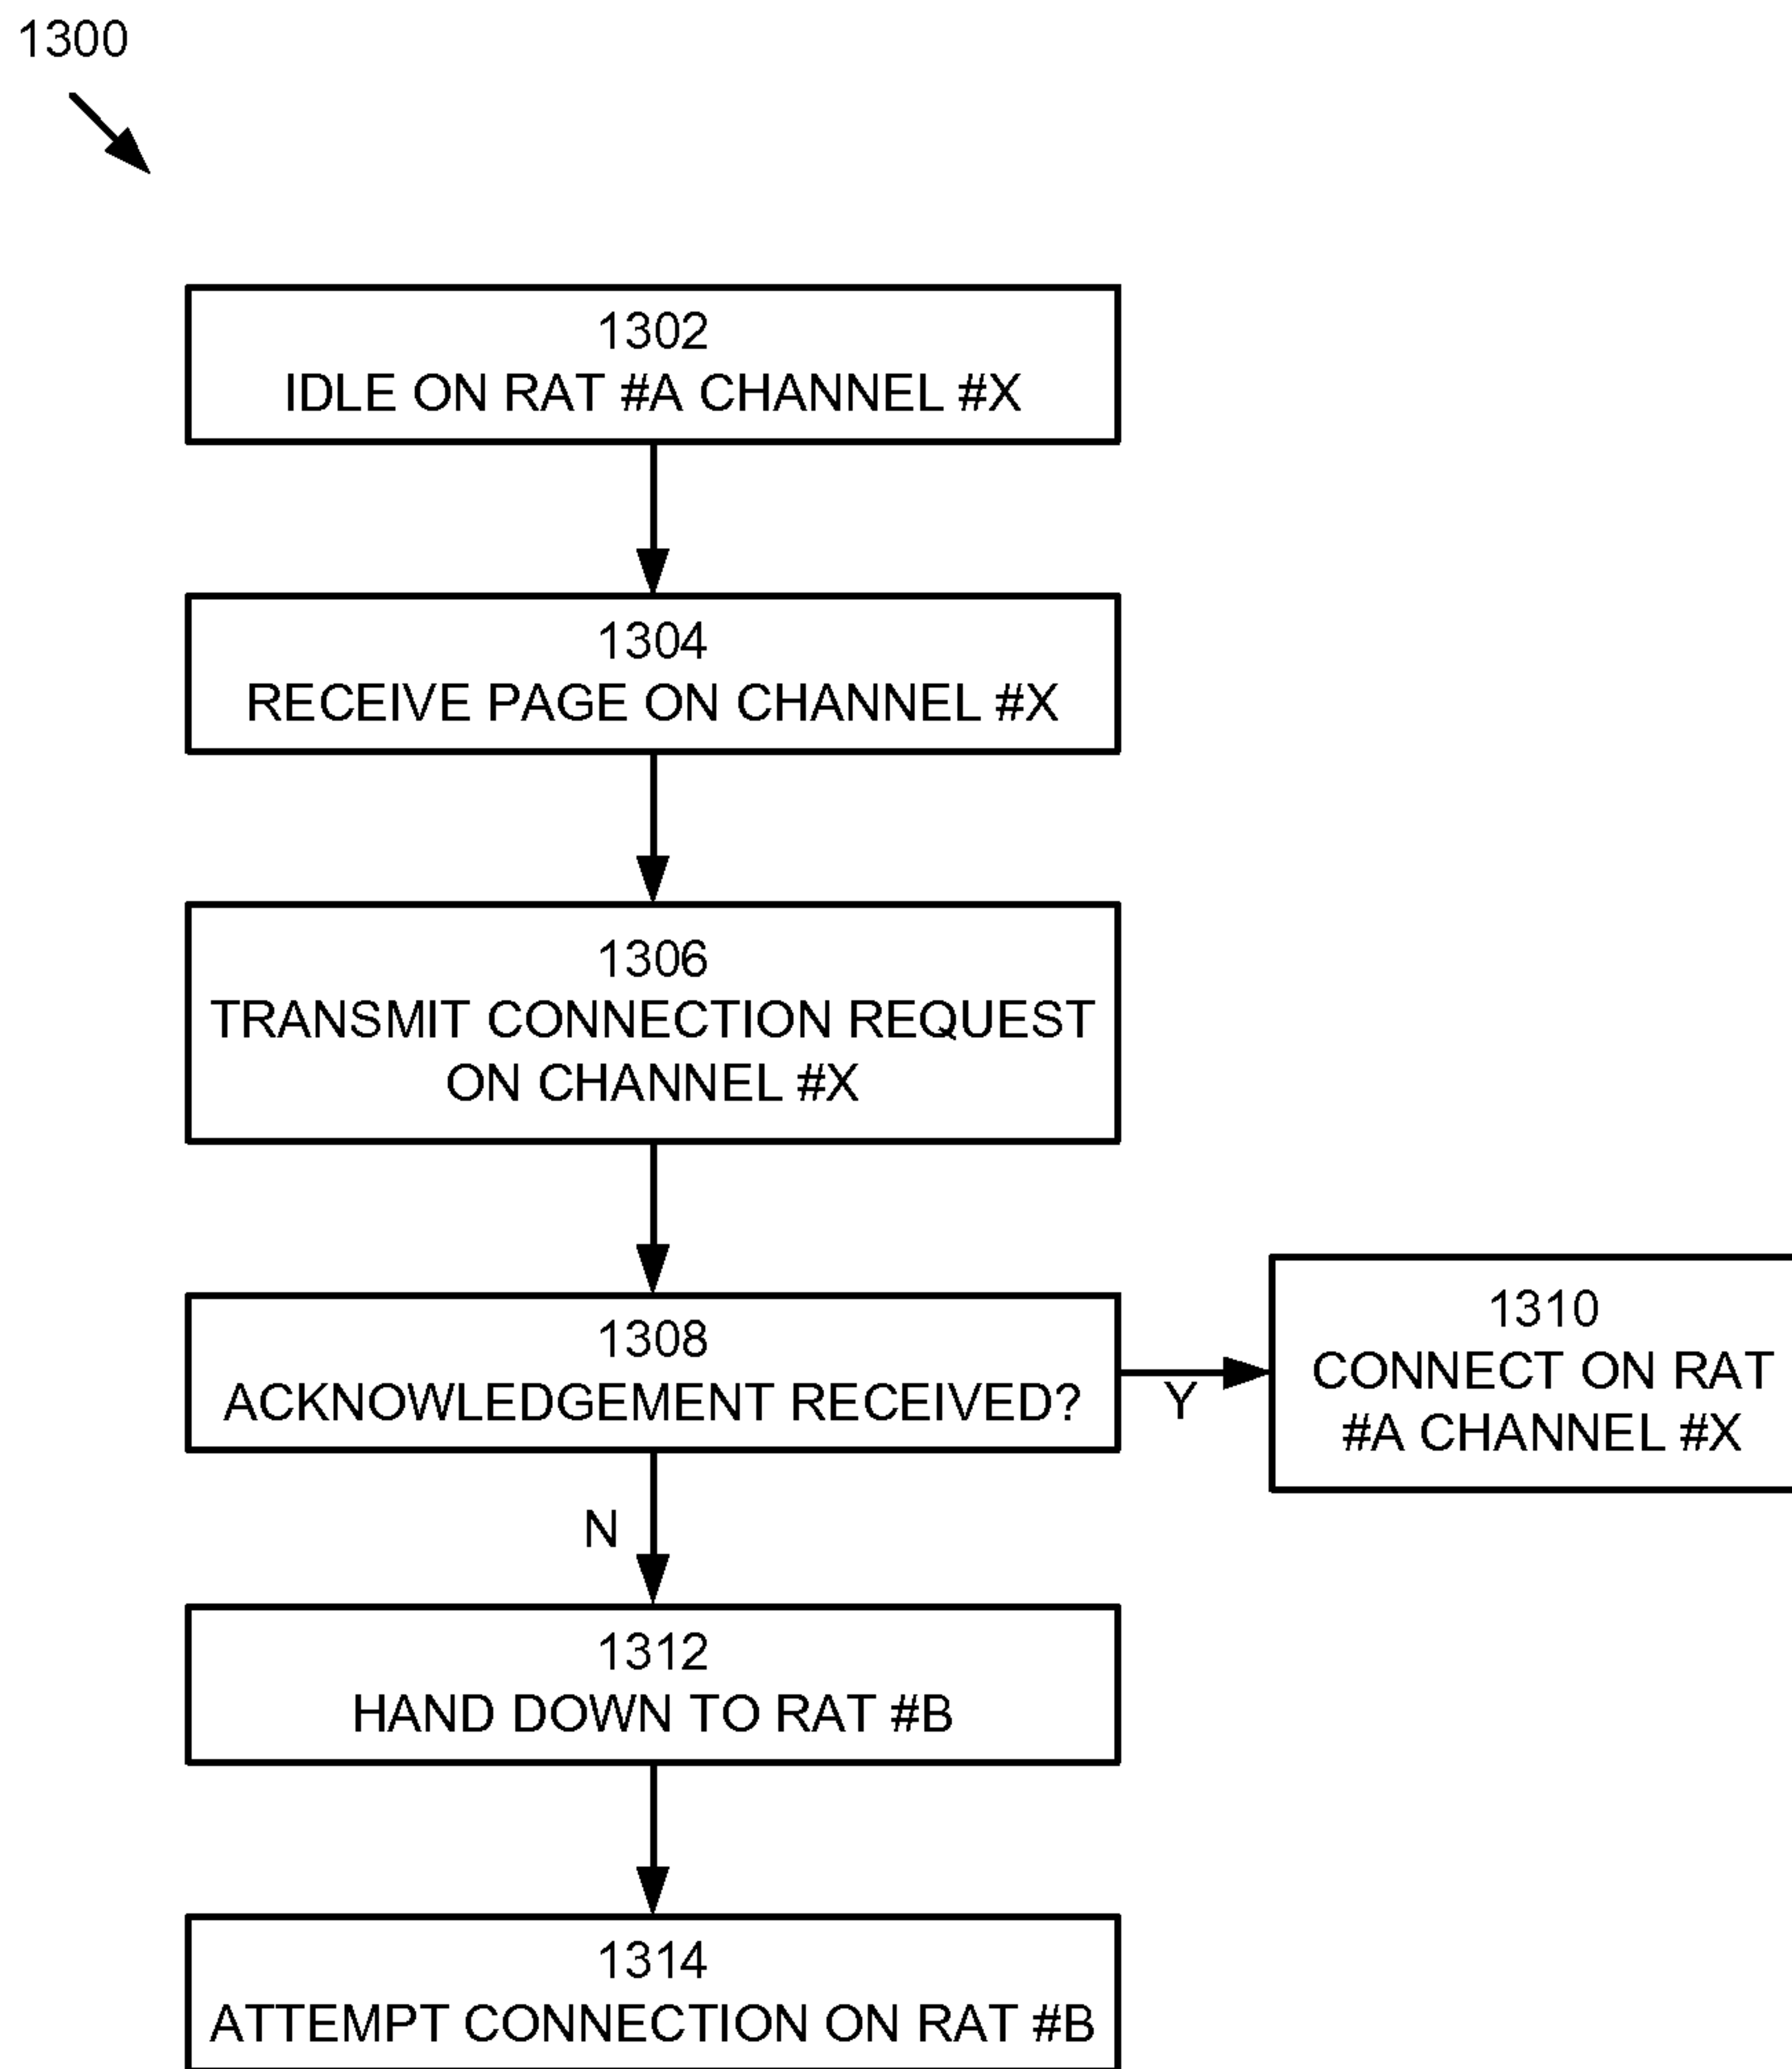 1300
1302
IDLE ON RAT #A CHANNEL #X
1304
RECEIVE PAGE ON CHANNEL #X
1306
TRANSMIT CONNECTION REQUEST
ON CHANNEL #X
1308
ACKNOWLEDGEMENT RECEIVED?
Y
1310
CONNECT ON RAT
#A CHANNEL #X
N
1312
HAND DOWN TO RAT #B
1314
ATTEMPT CONNECTION ON RAT #B